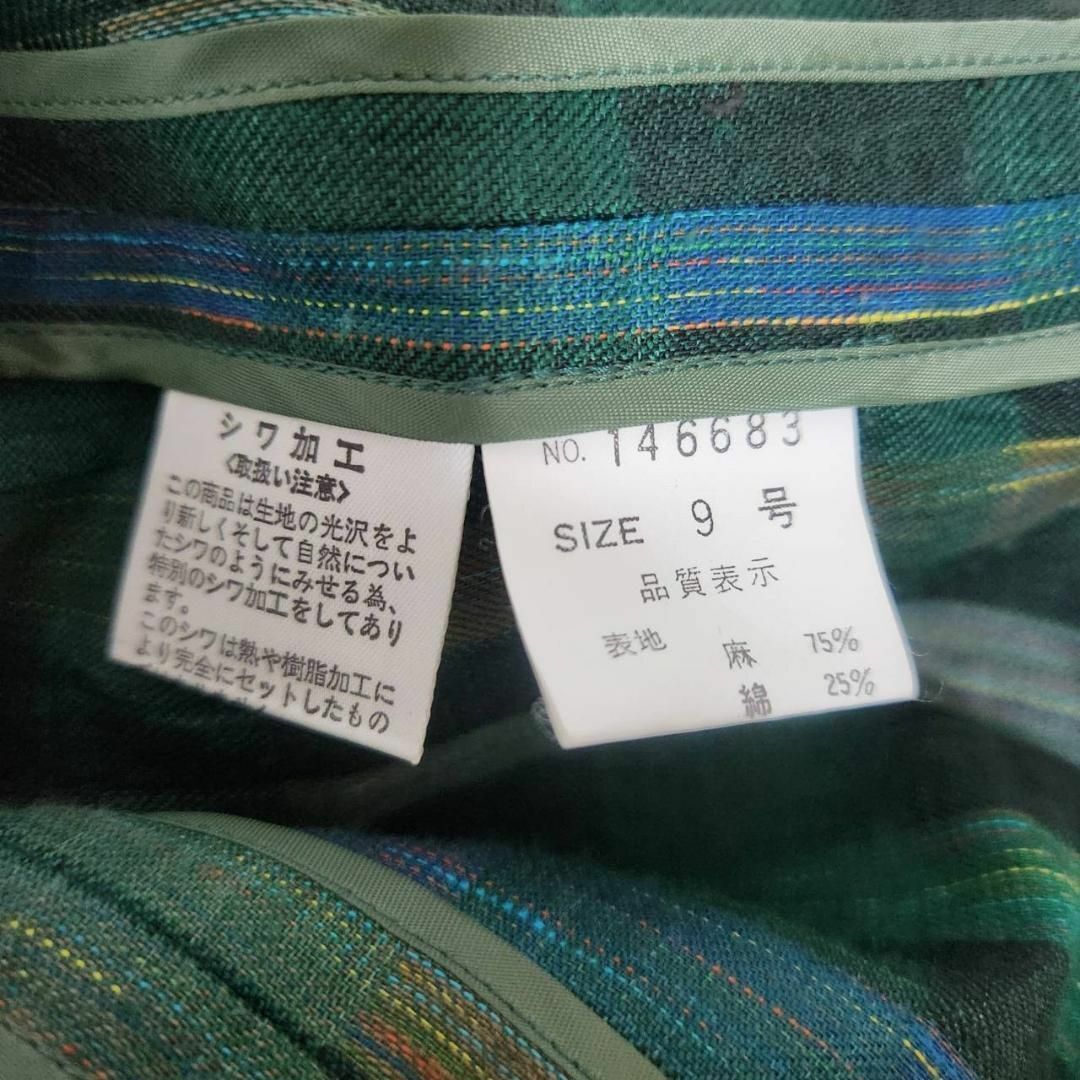 シワ加工
〈取扱い注意〉
この商品は生地の光沢をよ
り新しくそして自然につい
たシワのようにみせる為、
特別のシワ加工をしてあり
ます。
このシワは熱や樹脂加工に
より完全にセットしたもの
NO. 146683
SIZE 9 号
品質表示
表地 麻 75%
綿 25%